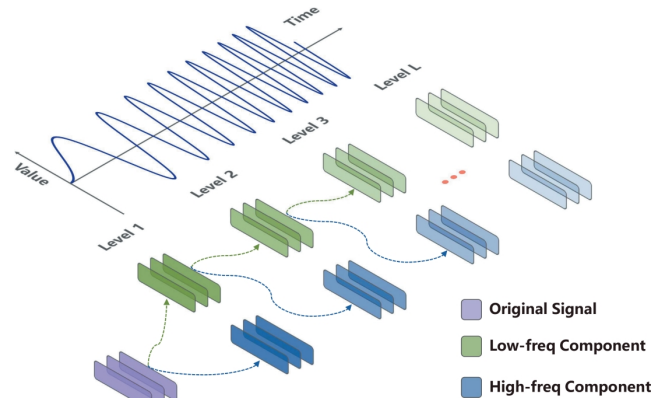 Time
Value
Level 1
Level 2
Level 3
Level L
Original Signal
Low-freq Component
High-freq Component